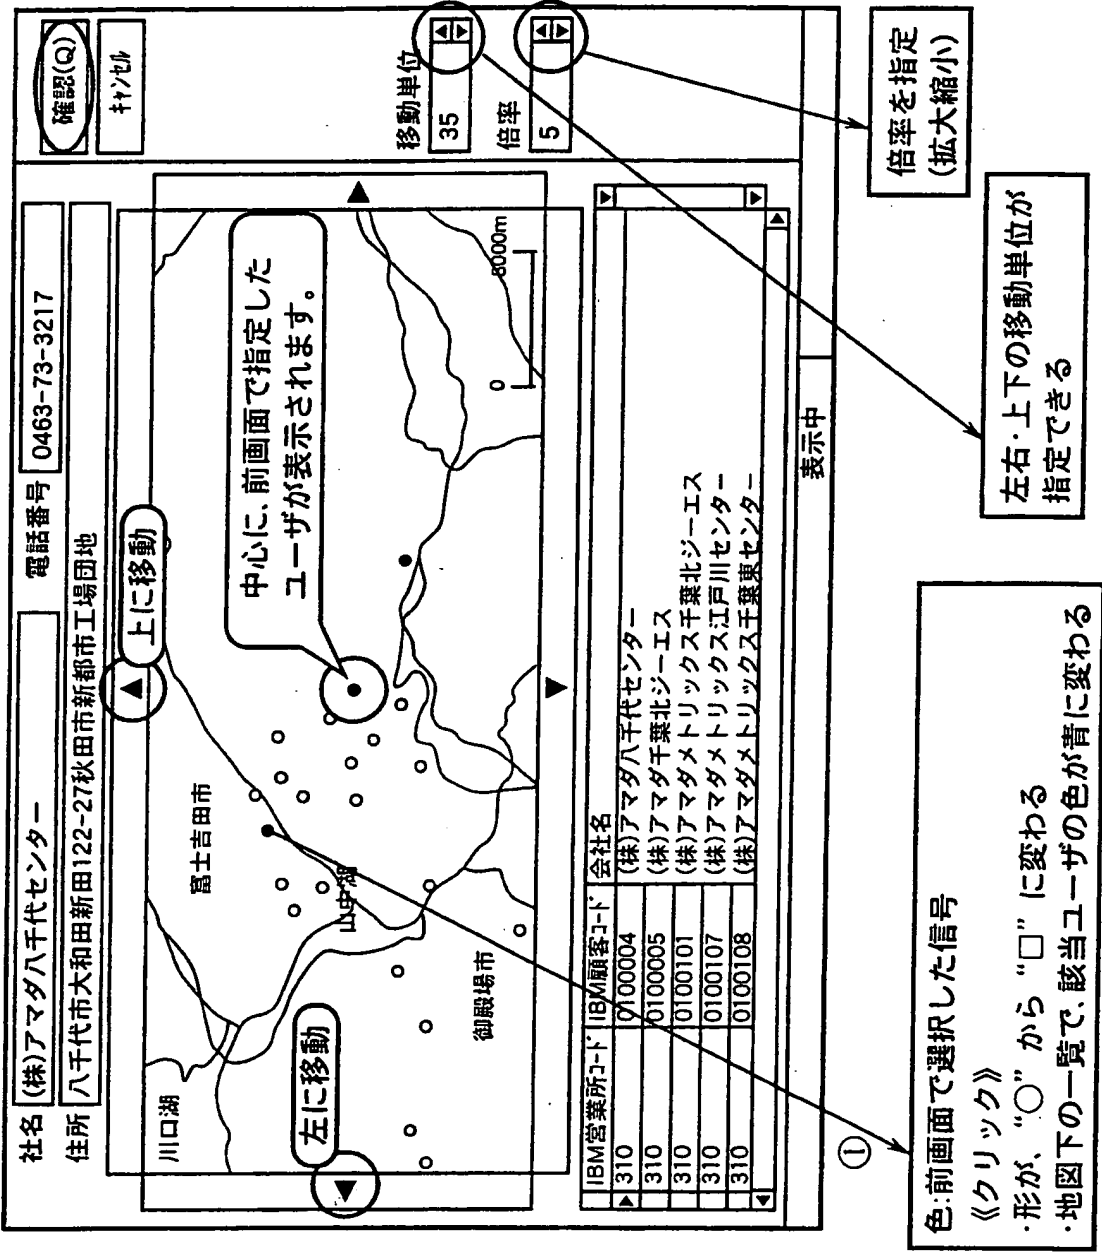 社名 (株)アマダ八千代センター 電話番号 0463-73-3217
住所 八千代市大和田新田122-27秋田市新都市工場団地
確認(Q)
キャンセル
移動単位
35
倍率
5
上に移動
左に移動
川口湖
富士吉田市
山中湖
御殿場市
中心に、前画面で指定した
ユーザが表示されます。
0 8000m
IBM営業所コード IBM顧客コード 会社名
310 0100004 (株)アマダ八千代センター
310 0100005 (株)アマダ千葉北ジーエス
310 0100101 (株)アマダメトリックス千葉北ジーエス
310 0100107 (株)アマダメトリックス江戸川センター
310 0100108 (株)アマダメトリックス千葉東センター
表示中
①
色:前画面で選択した信号
《クリック》
・形が、“○” から “□” に変わる
・地図下の一覧で、該当ユーザの色が青に変わる
左右・上下の移動単位が
指定できる
倍率を指定
(拡大縮小)